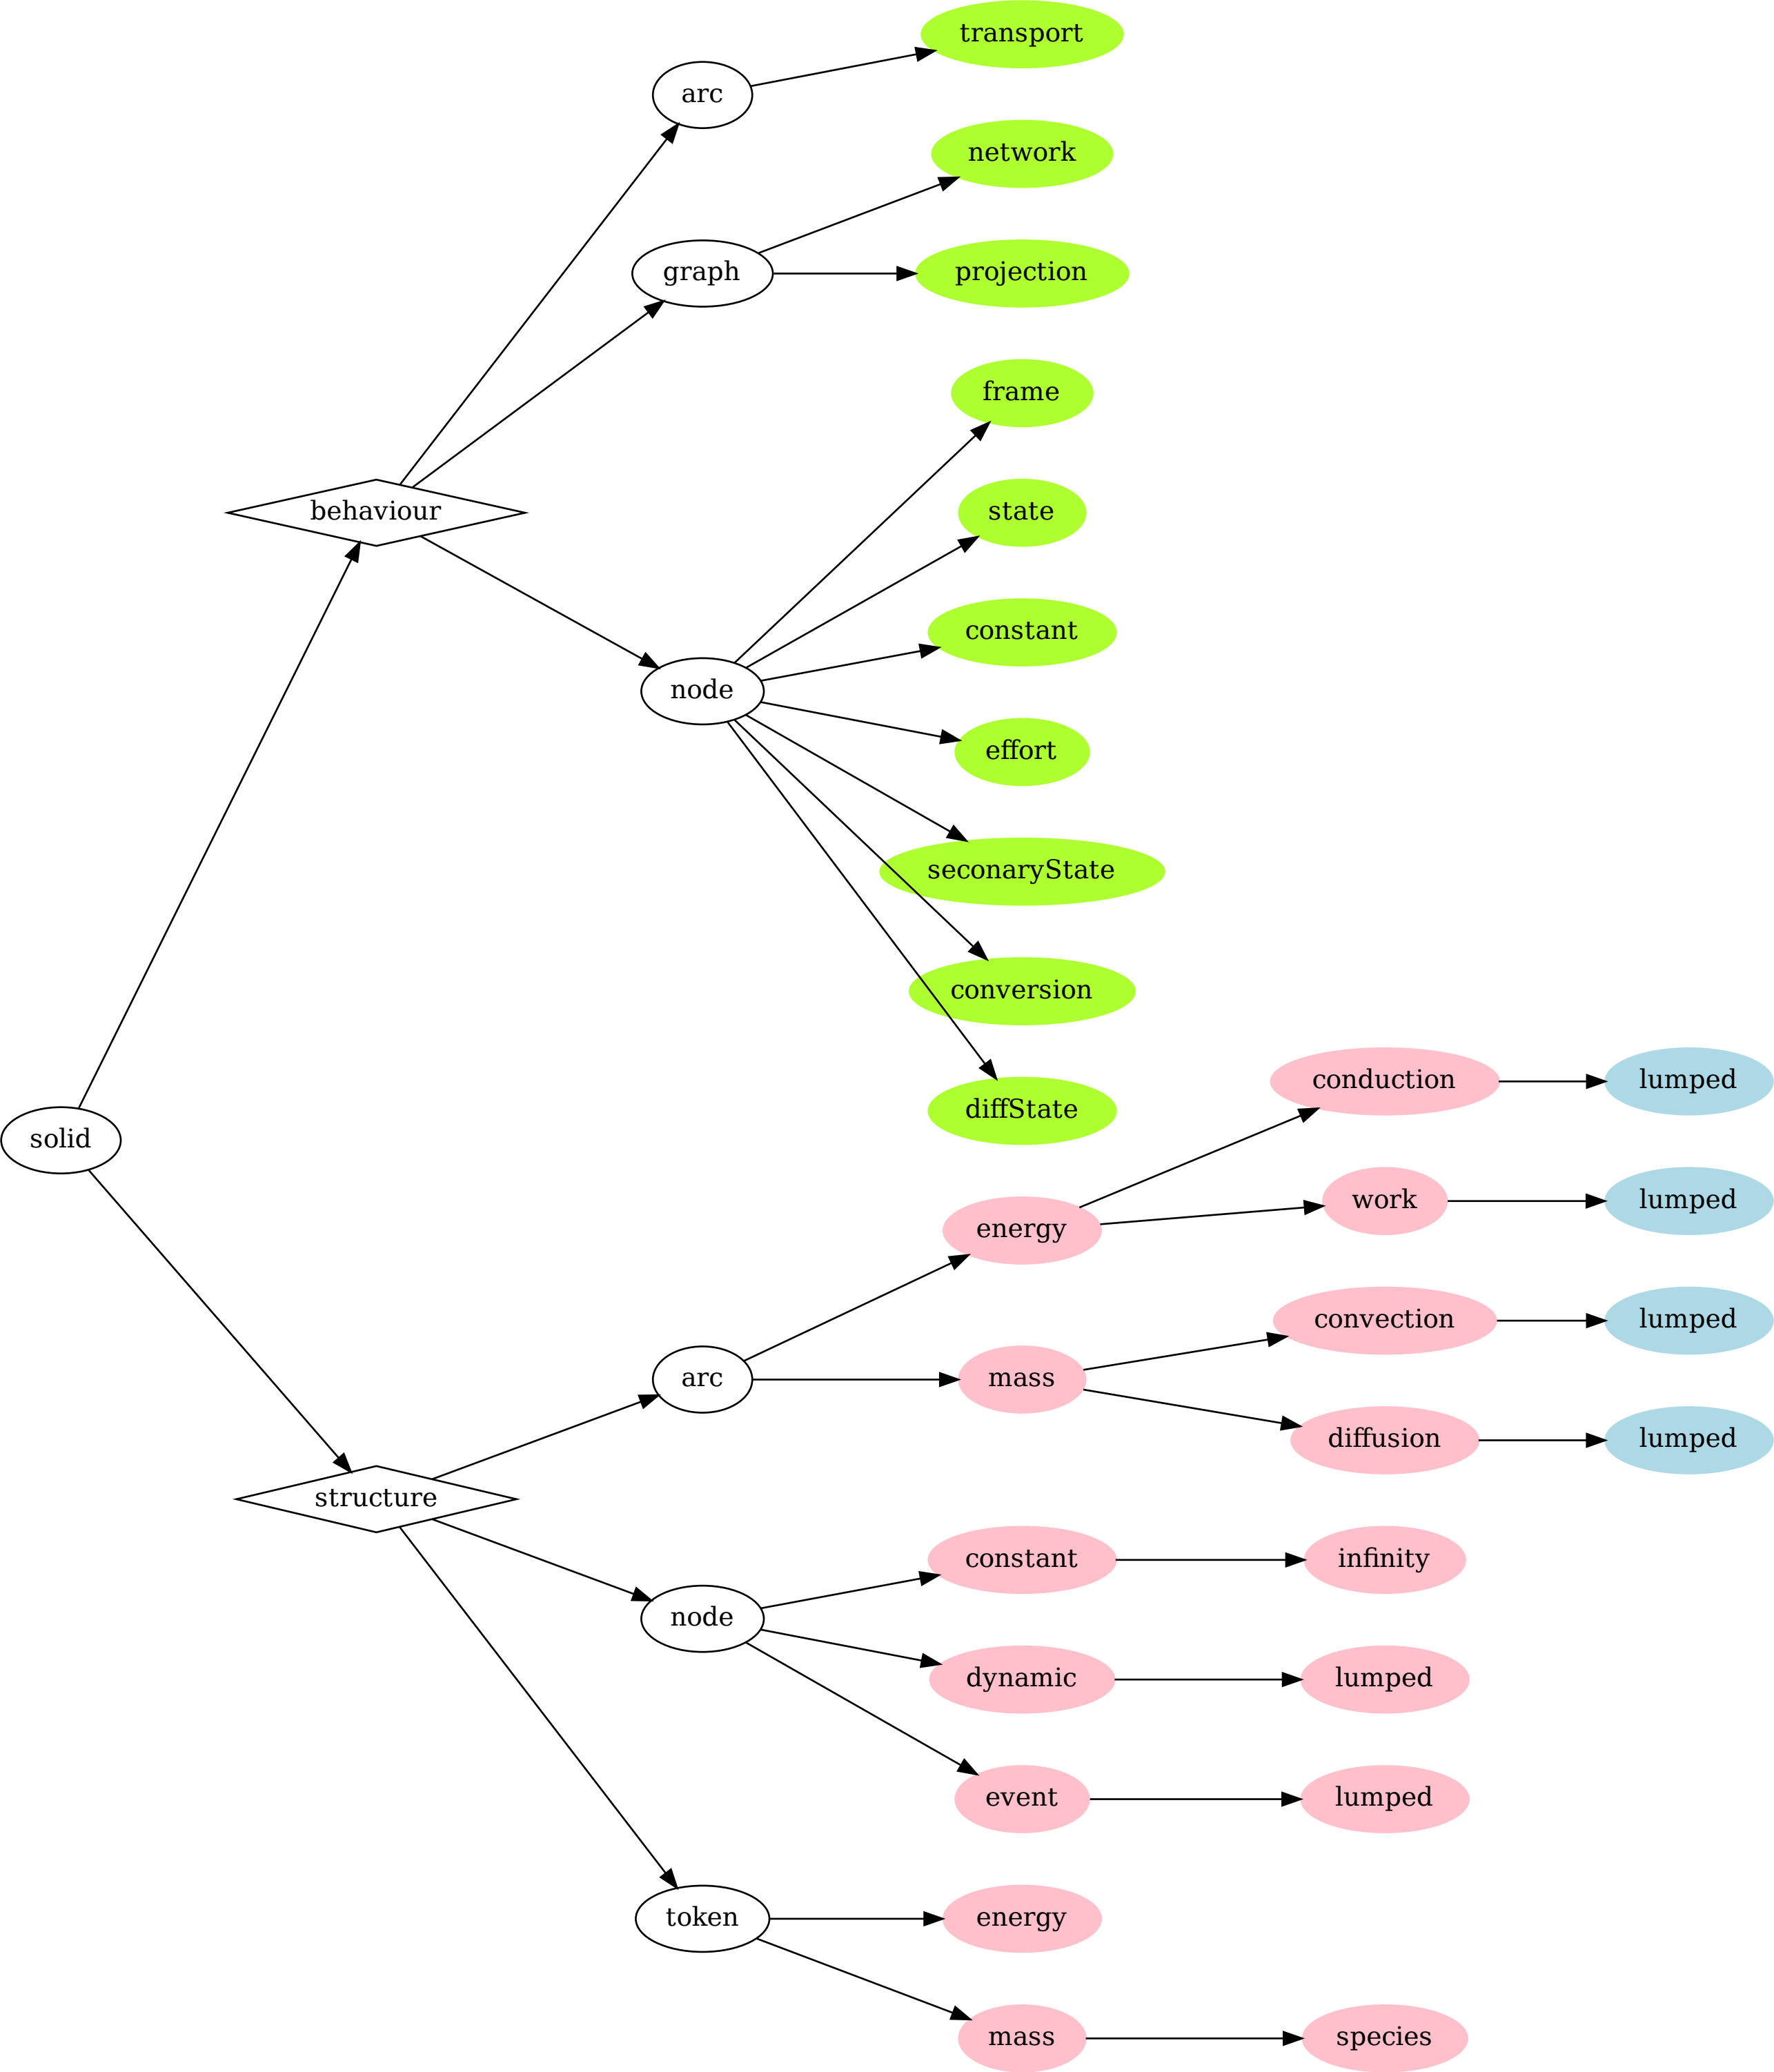 transport
arc
network
graph
projection
frame
state
behaviour
constant
node
effort
seconaryState
conversion
conduction
lumped
diffState
solid
work
lumped
energy
convection
lumped
arc
mass
diffusion
lumped
structure
constant
infinity
node
dynamic
lumped
event
lumped
token
energy
mass
species